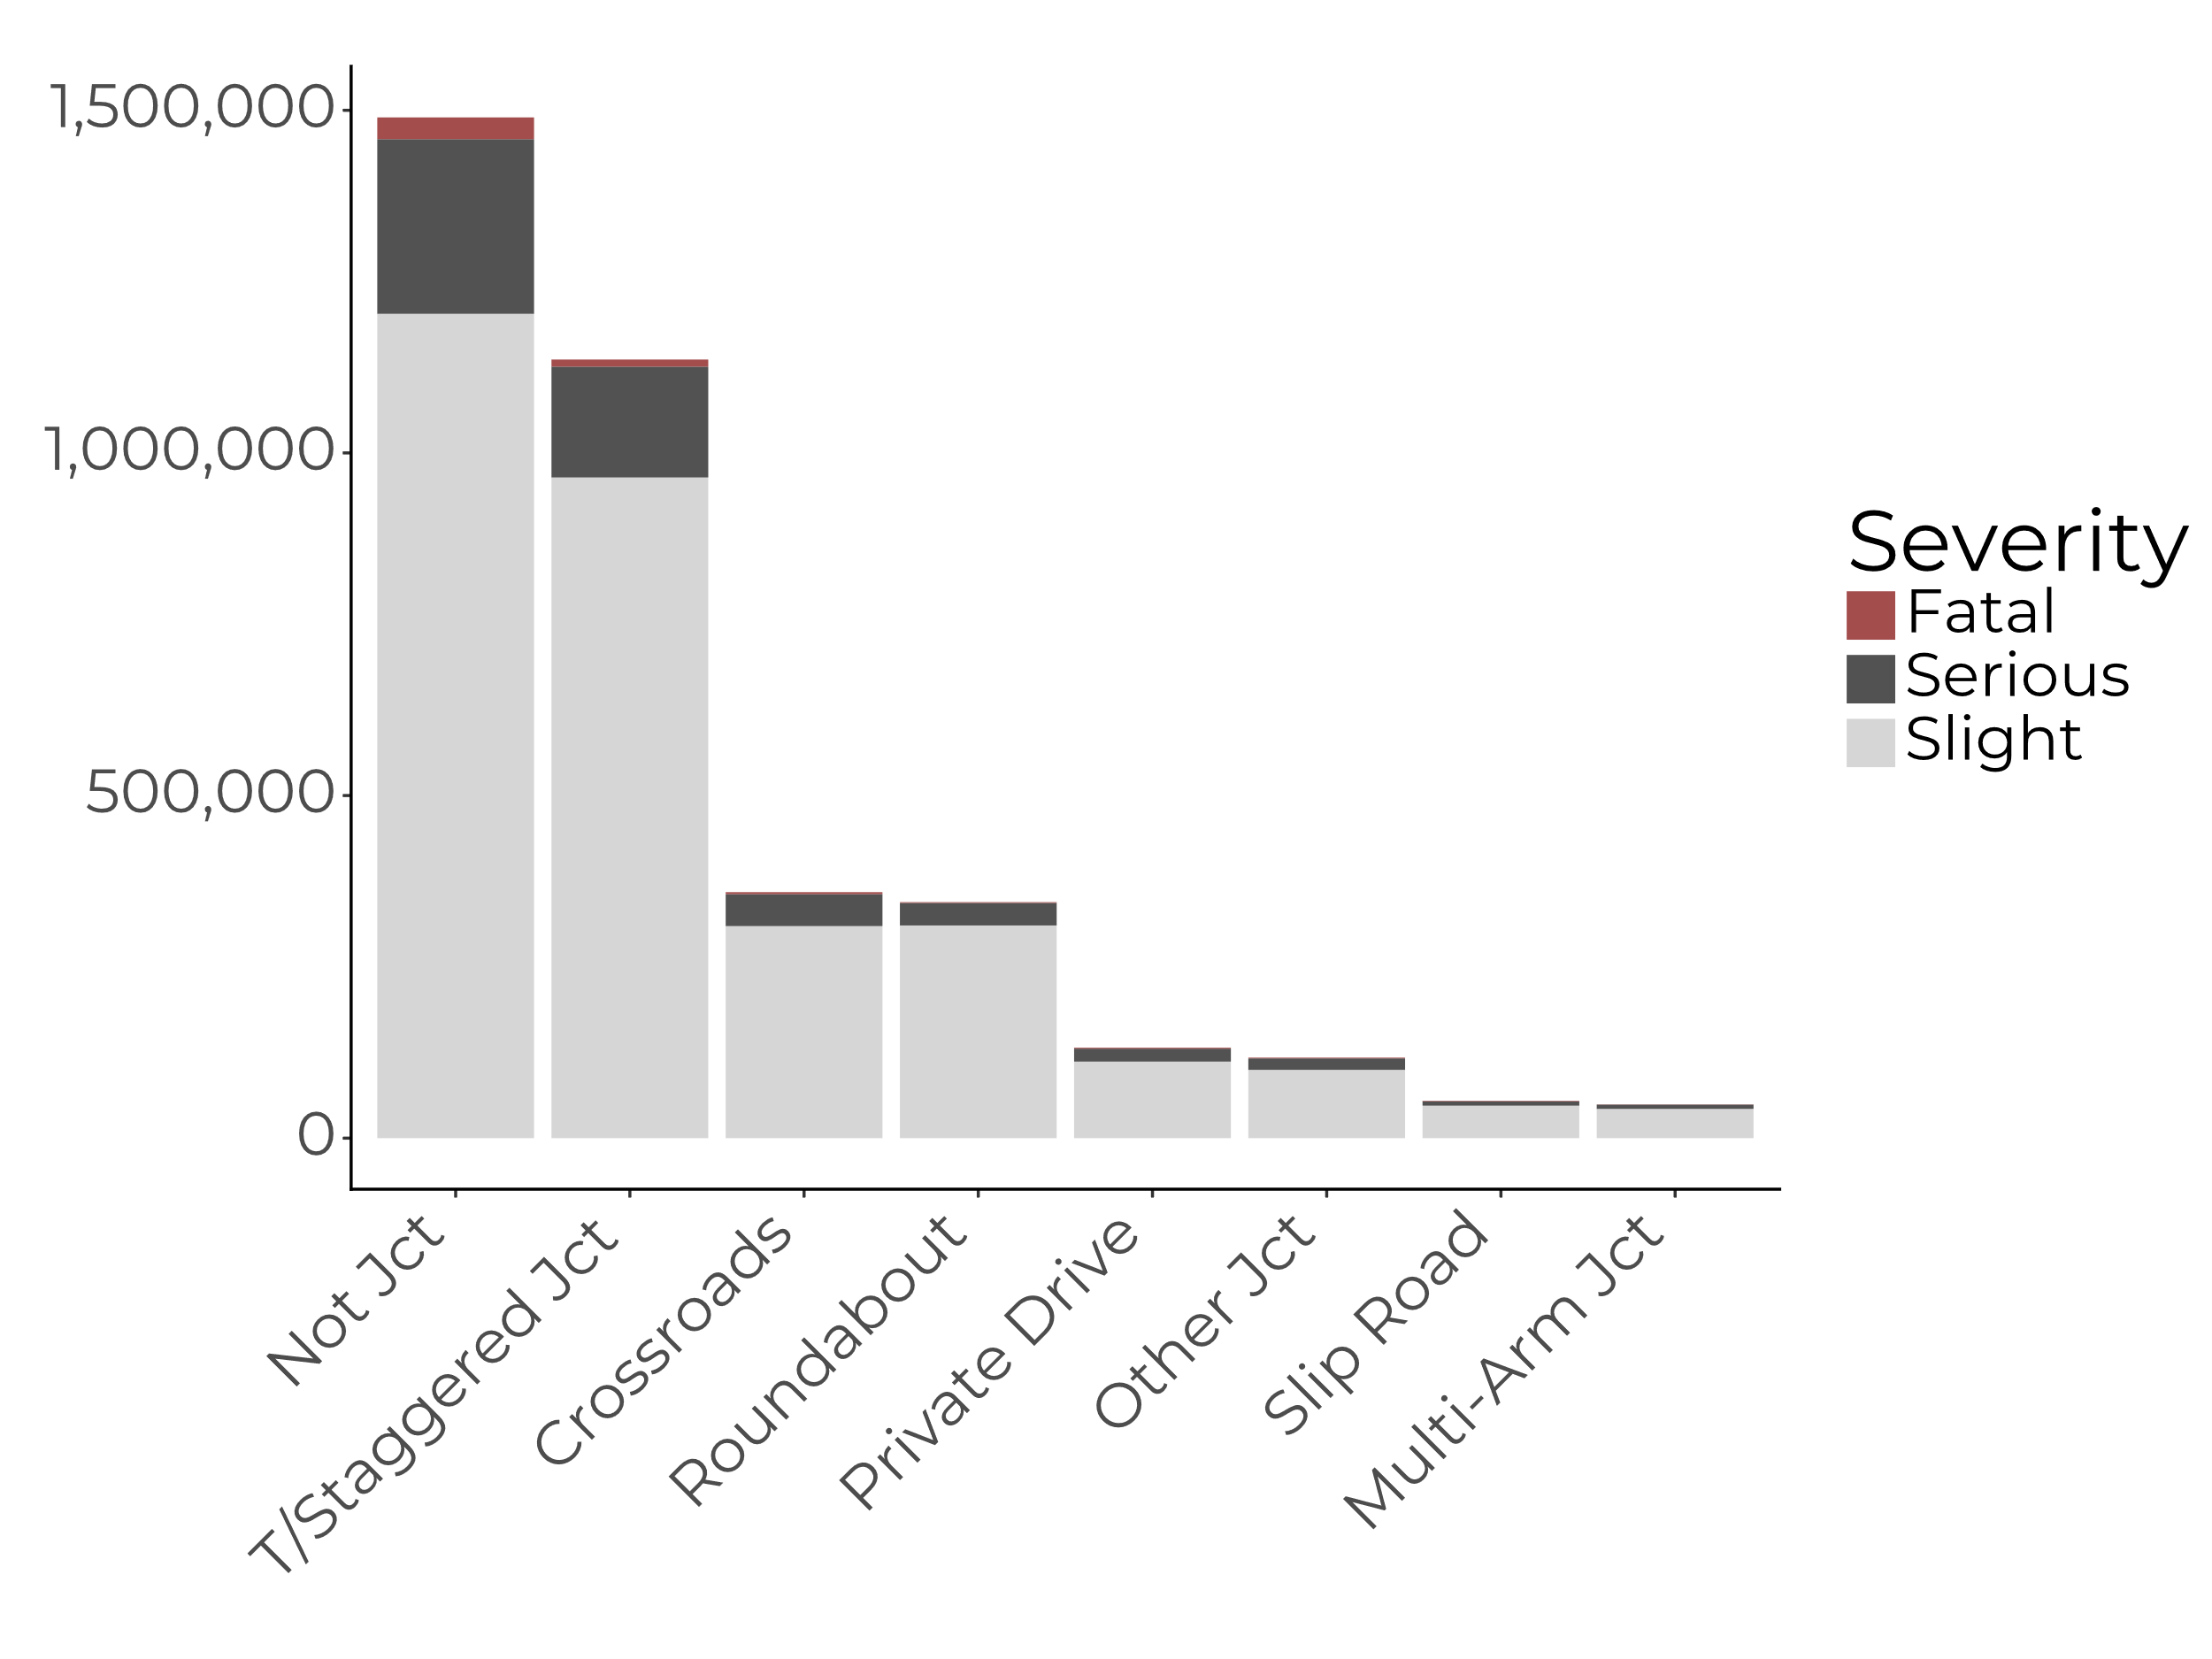 1,500,000
1,000,000
500,000
0
Not Jct
T/Staggered Jct
Crossroads
Roundabout
Private Drive
Other Jct
Slip Road
Multi-Arm Jct
Severity
Fatal
Serious
Slight